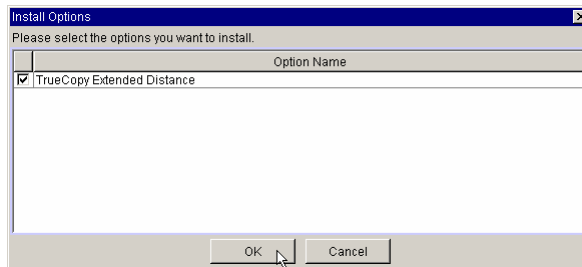 Install Options
Please select the options you want to install.
Option Name
TrueCopy Extended Distance
OK Cancel